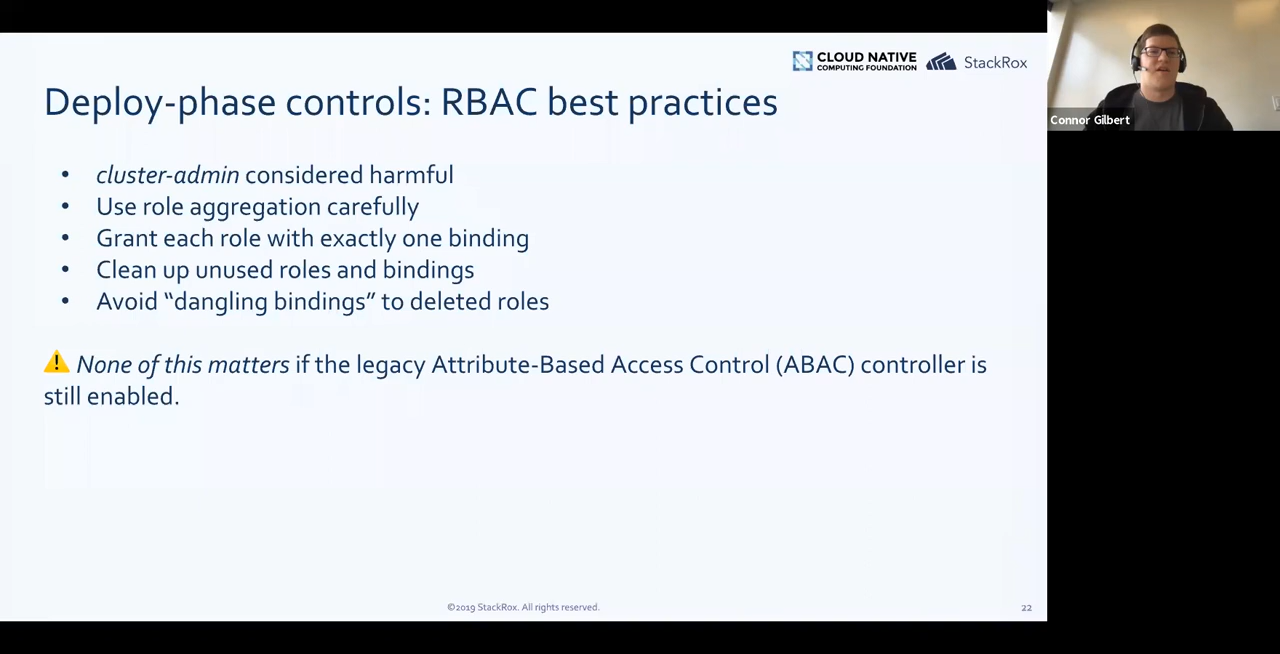 CLOUD NATIVE
COMPUTING FOUNDATION
StackRox
Connor Gilbert
Deploy-phase controls: RBAC best practices
• cluster-admin considered harmful
• Use role aggregation carefully
• Grant each role with exactly one binding
• Clean up unused roles and bindings
• Avoid “dangling bindings” to deleted roles
⚠ None of this matters if the legacy Attribute-Based Access Control (ABAC) controller is
still enabled.
©2019 StackRox. All rights reserved.
22